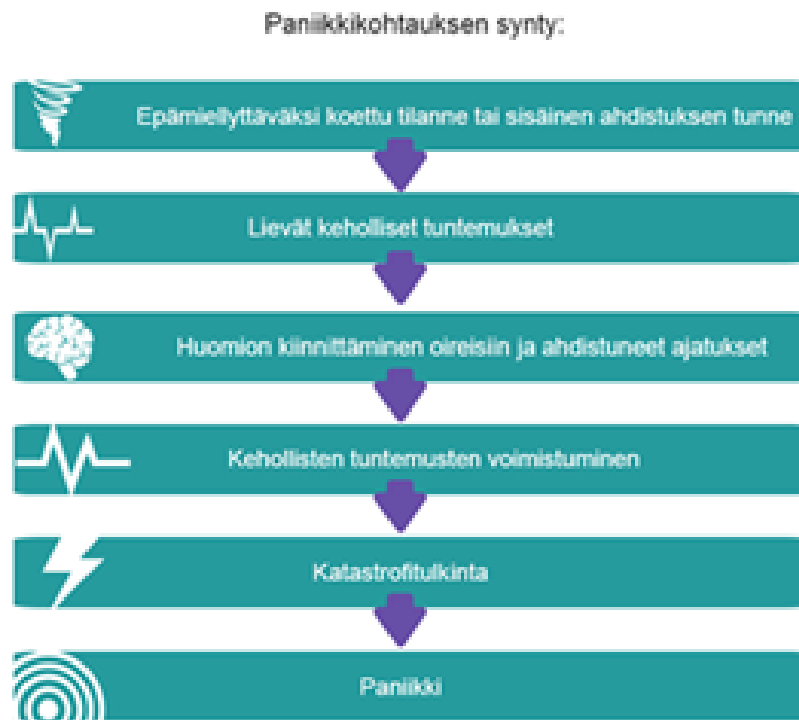 Paniikkikohtauksen synty:
Epämiellyttäväksi koettu tilanne tai sisäinen ahdistuksen tunne
Lievät keholliset tuntemukset
Huomion kiinnittäminen oireisiin ja ahdistuneet ajatukset
Kehollisten tuntemusten voimistuminen
Katastrofitulkinta
Paniikki